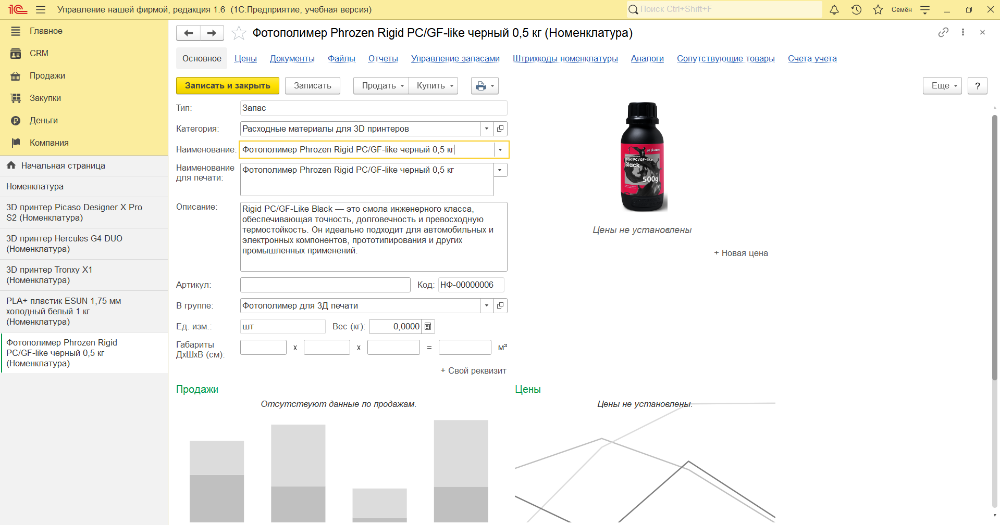 1С Управление нашей фирмой, редакция 1.6 (1С:Предприятие, учебная версия) Поиск Ctrl+Shift+F Семён
Главное
CRM
Продажи
Закупки
Деньги
Компания
Начальная страница
Номенклатура
3D принтер Picaso Designer X Pro
S2 (Номенклатура)
3D принтер Hercules G4 DUO
(Номенклатура)
3D принтер Tronxy X1
(Номенклатура)
PLA+ пластик ESUN 1,75 мм
холодный белый 1 кг
(Номенклатура)
Фотополимер Phrozen Rigid
PC/GF-like черный 0,5 кг
(Номенклатура)
Фотополимер Phrozen Rigid PC/GF-like черный 0,5 кг (Номенклатура)
Основное Цены Документы Файлы Отчеты Управление запасами Штрихкоды номенклатуры Аналоги Сопутствующие товары Счета учета
Записать и закрыть Записать Продать Купить Еще ?
Тип: Запас
Категория: Расходные материалы для 3D принтеров
Наименование: Фотополимер Phrozen Rigid PC/GF-like черный 0,5 кг
Наименование
для печати: Фотополимер Phrozen Rigid PC/GF-like черный 0,5 кг
Описание: Rigid PC/GF-Like Black — это смола инженерного класса,
обеспечивающая точность, долговечность и превосходную
термостойкость. Он идеально подходит для автомобильных и
электронных компонентов, прототипирования и других
промышленных применений.
Артикул: Код: НФ-00000006
В группе: Фотополимер для 3Д печати
Ед. изм.: шт Вес (кг): 0,0000
Габариты
ДхШхВ (см): х х = м³
+ Свой реквизит
phrozen
Rigid PC/GF-like
Black
500g
Цены не установлены
+ Новая цена
Продажи
Отсутствуют данные по продажам.
Цены
Цены не установлены.